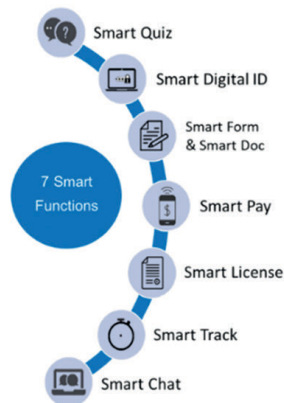 Smart Quiz
Smart Digital ID
Smart Form
& Smart Doc
7 Smart
Functions
Smart Pay
Smart License
Smart Track
Smart Chat